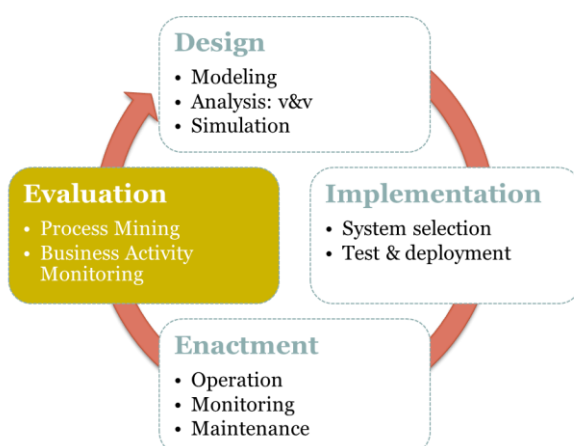 Design
• Modeling
• Analysis: v&v
• Simulation
Evaluation
• Process Mining
• Business Activity
Monitoring
Implementation
• System selection
• Test & deployment
Enactment
• Operation
• Monitoring
• Maintenance